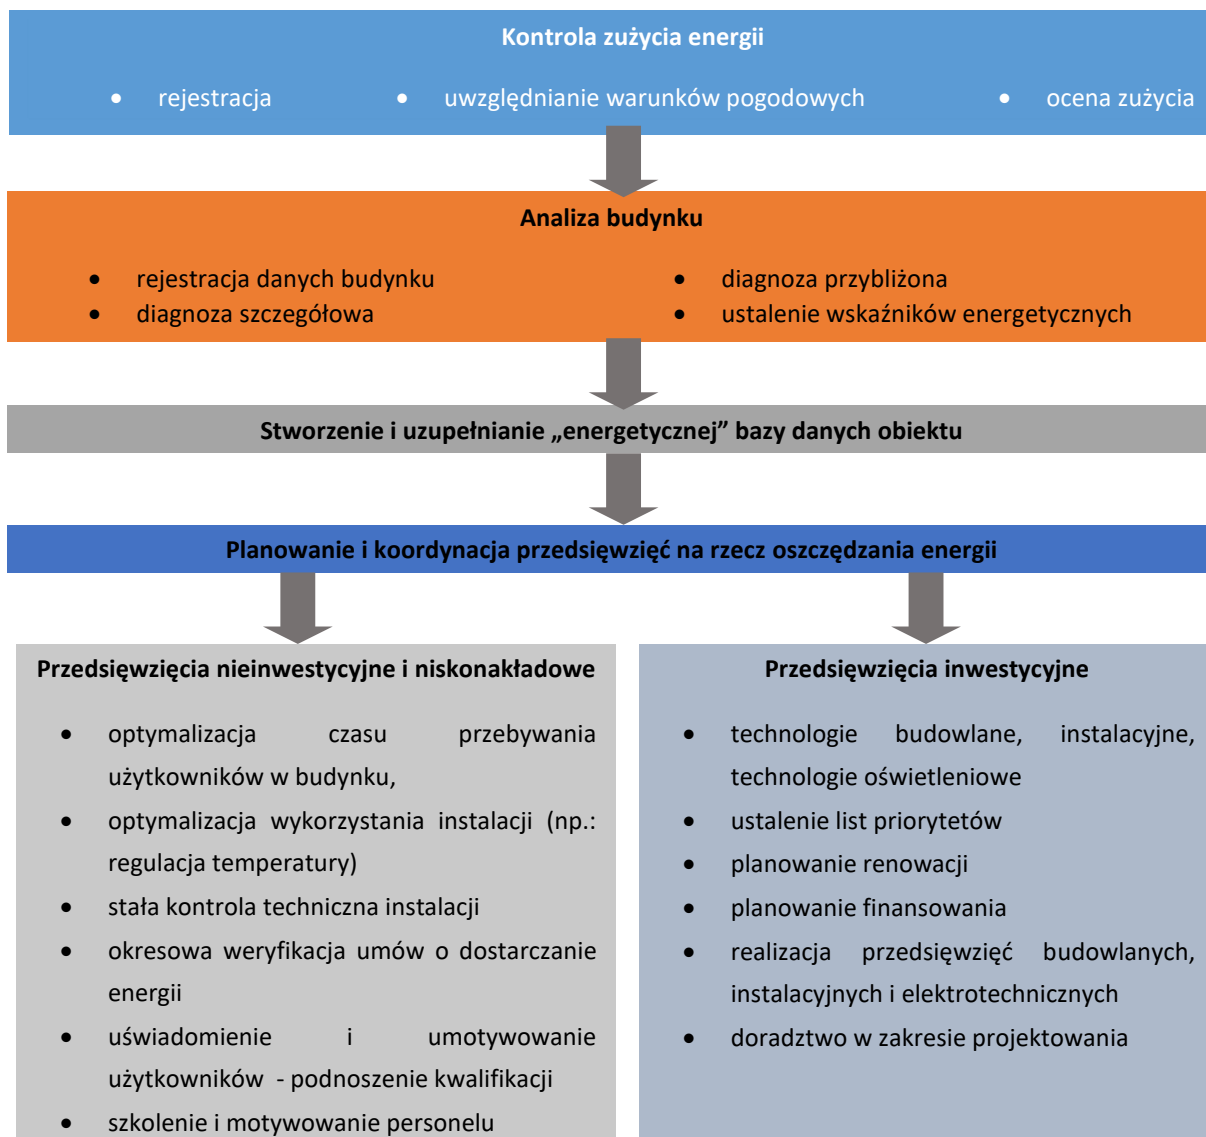 Kontrola zużycia energii
• rejestracja • uwzględnianie warunków pogodowych • ocena zużycia
Analiza budynku
• rejestracja danych budynku
• diagnoza szczegółowa
• diagnoza przybliżona
• ustalenie wskaźników energetycznych
Stworzenie i uzupełnianie „energetycznej” bazy danych obiektu
Planowanie i koordynacja przedsięwzięć na rzecz oszczędzania energii
Przedsięwzięcia nieinwestycyjne i niskonakładowe
• optymalizacja czasu przebywania
użytkowników w budynku,
• optymalizacja wykorzystania instalacji (np.:
regulacja temperatury)
• stała kontrola techniczna instalacji
• okresowa weryfikacja umów o dostarczanie
energii
• uświadomienie i umotywowanie
użytkowników - podnoszenie kwalifikacji
• szkolenie i motywowanie personelu
Przedsięwzięcia inwestycyjne
• technologie budowlane, instalacyjne,
technologie oświetleniowe
• ustalenie list priorytetów
• planowanie renowacji
• planowanie finansowania
• realizacja przedsięwzięć budowlanych,
instalacyjnych i elektrotechnicznych
• doradztwo w zakresie projektowania